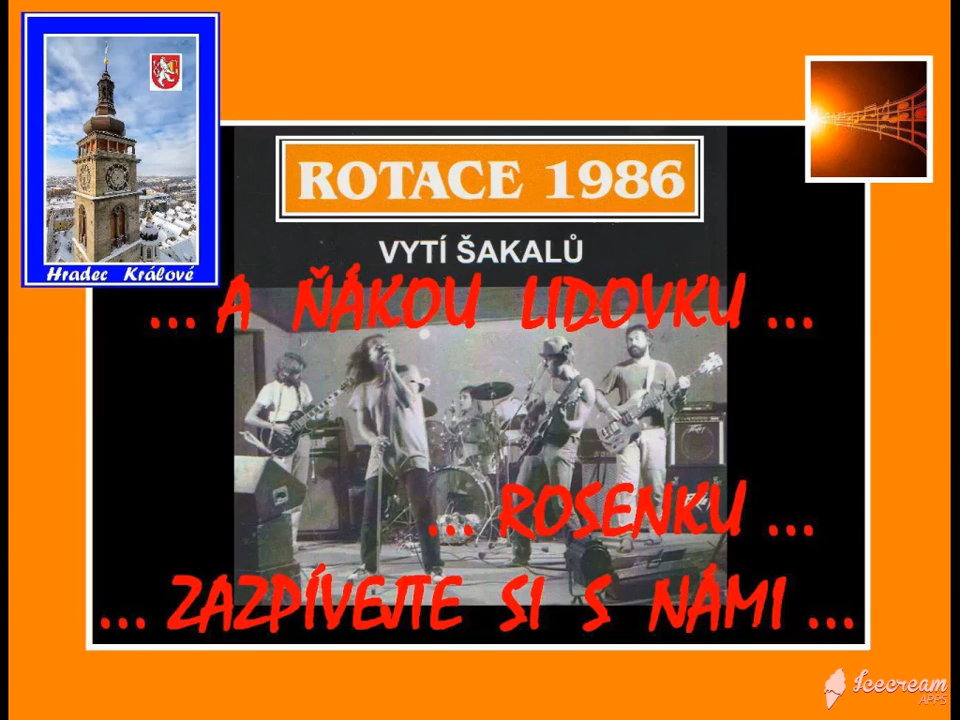 Hradec Králové
ROTACE 1986
VYTÍ ŠAKALŮ
... A ŇÁKOU LIDOVKU ...
... ROSENKU ...
... ZAZPÍVEJTE SI S NÁMI ...
Icecream
APPS